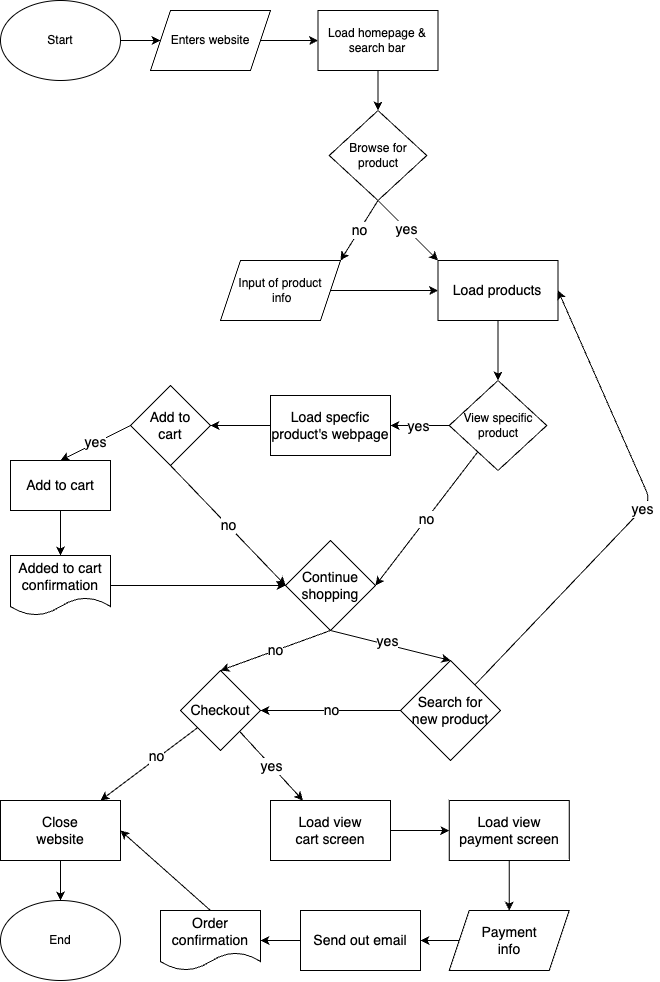 Start
Enters website
Load homepage &
search bar
Browse for
product
no
yes
Input of product
info
Load products
View specific
product
yes
Load specfic
product's webpage
Add to
cart
yes
Add to cart
no
no
yes
Added to cart
confirmation
Continue
shopping
no
yes
Checkout
no
Search for
new product
no
yes
Close
website
Load view
cart screen
Load view
payment screen
End
Order
confirmation
Send out email
Payment
info